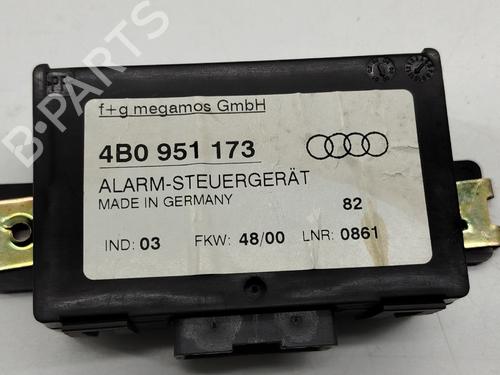 f+g megamos GmbH
4B0 951 173
ALARM-STEUERGERÄT
MADE IN GERMANY
82
IND: 03 FKW: 48/00 LNR: 0861
B-PARTS